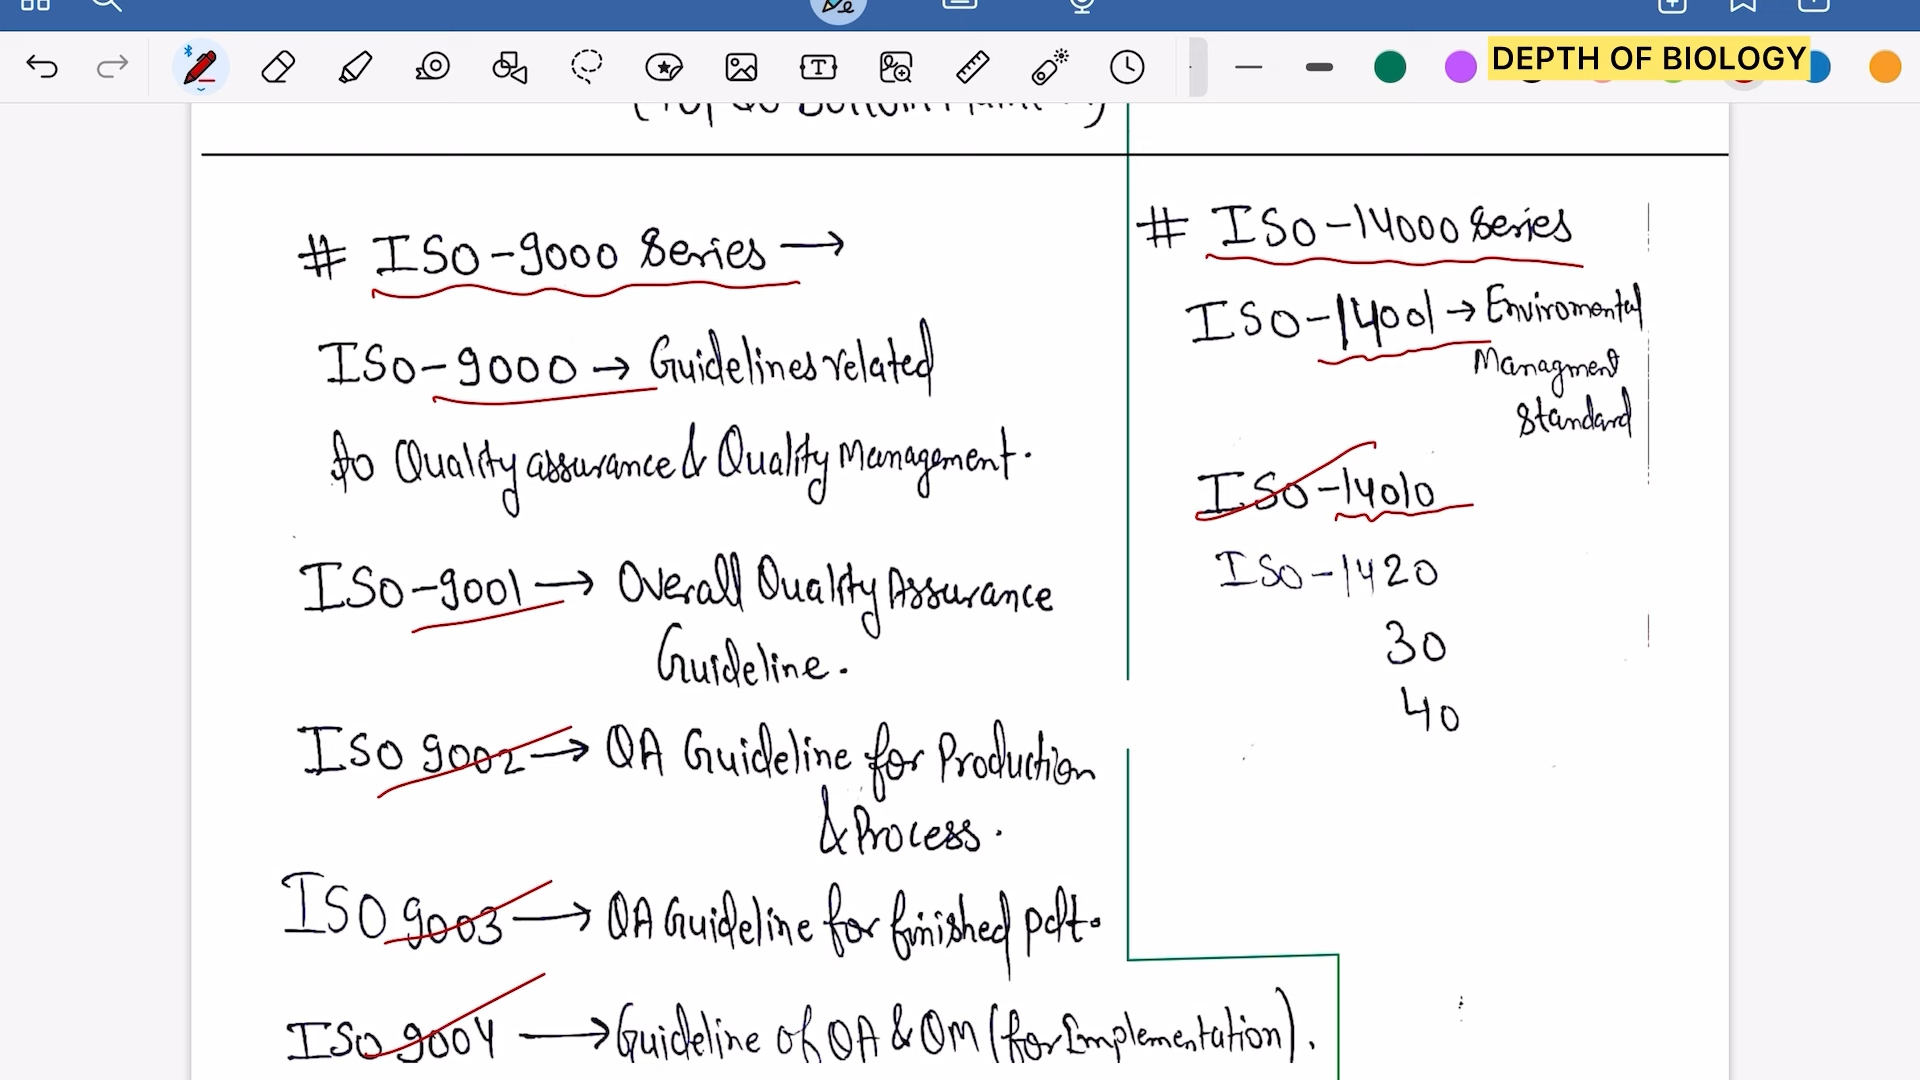 DEPTH OF BIOLOGY
# ISO-9000 Series →
ISO-9000 → Guidelines related
to Quality assurance & Quality Management.
ISO-9001 → Overall Quality Assurance
Guideline.
ISO 9002 → QA Guideline for Production
& Process.
ISO 9003 → QA Guideline for finished pdt.
ISO 9004 → Guideline of QA & QM (for Implementation).
# ISO-14000 Series
ISO-14001 → Enviromental
Managment
Standard
ISO-14010
ISO-1420
30
40